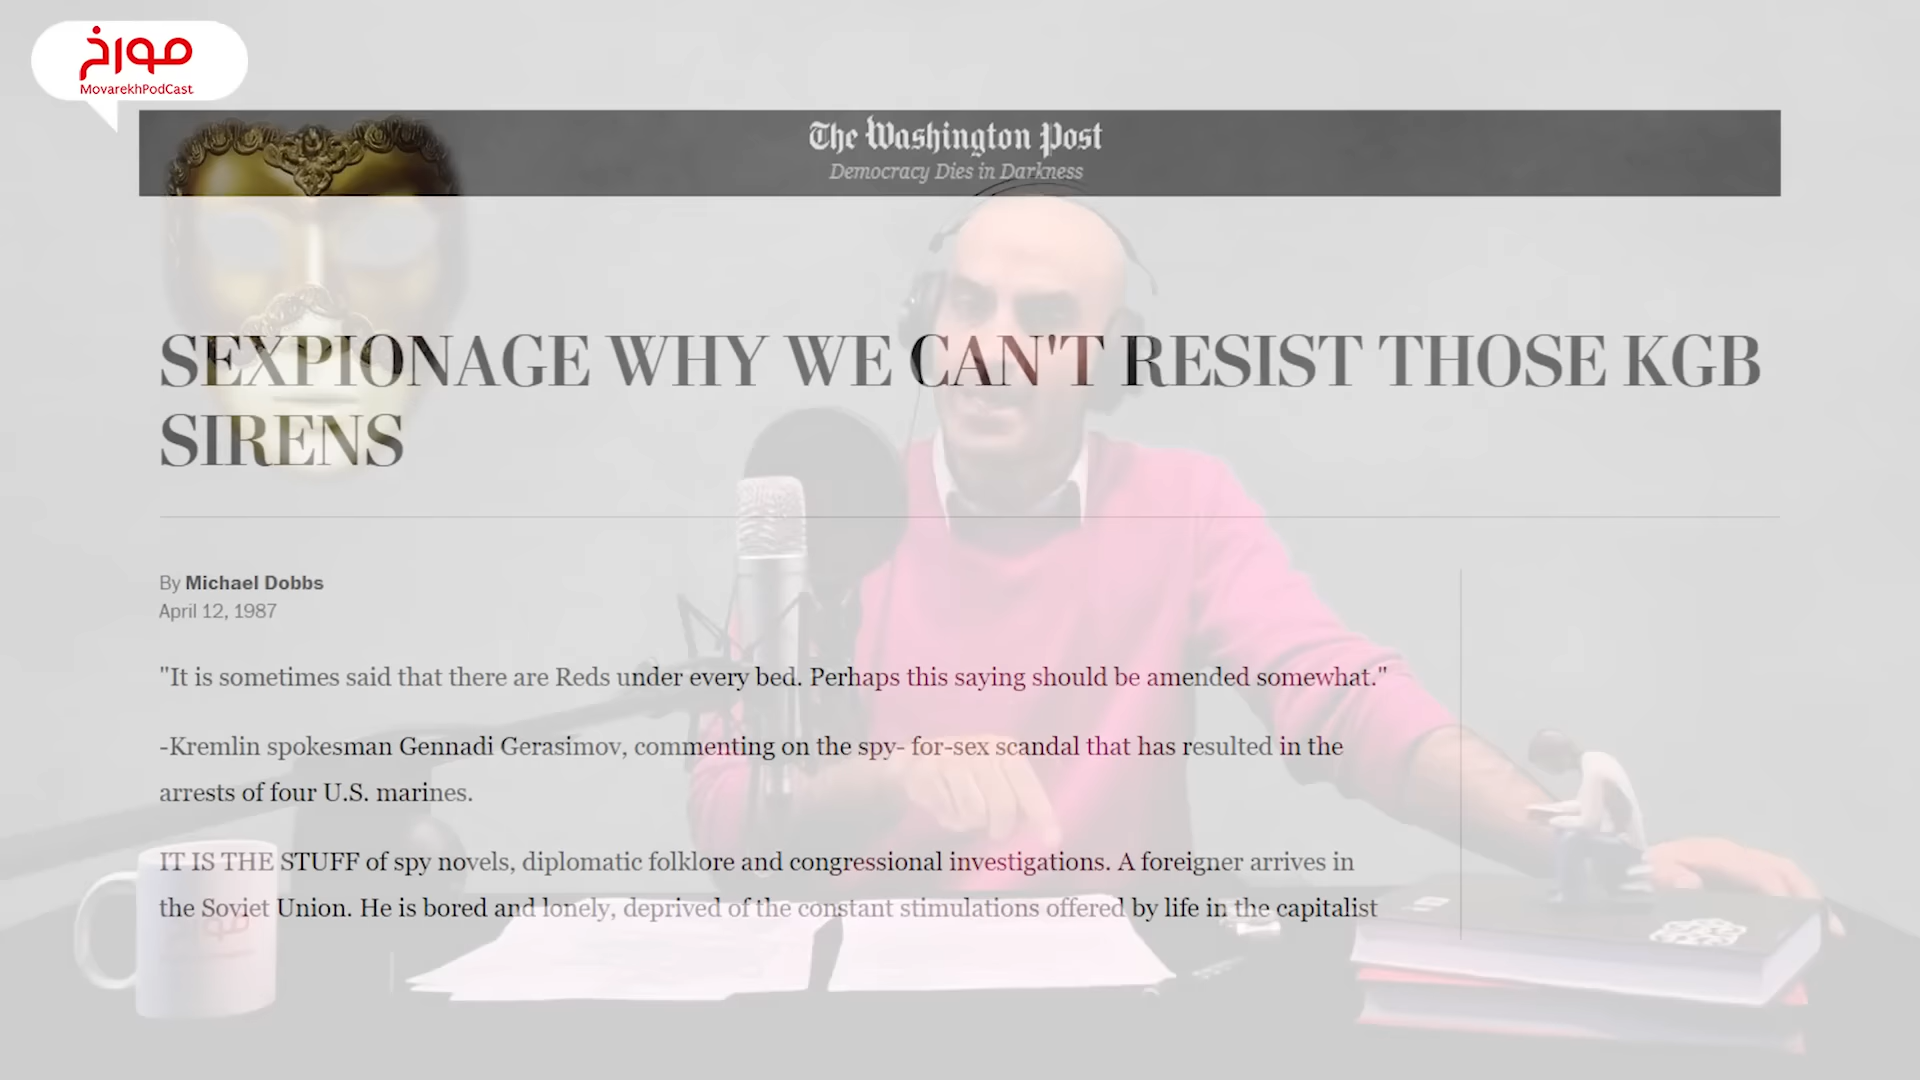 مورخ
MovarekhPodCast
The Washington Post
Democracy Dies in Darkness
SEXPIONAGE WHY WE CAN'T RESIST THOSE KGB
SIRENS
By Michael Dobbs
April 12, 1987
"It is sometimes said that there are Reds under every bed. Perhaps this saying should be amended somewhat."
-Kremlin spokesman Gennadi Gerasimov, commenting on the spy- for-sex scandal that has resulted in the
arrests of four U.S. marines.
IT IS THE STUFF of spy novels, diplomatic folklore and congressional investigations. A foreigner arrives in
the Soviet Union. He is bored and lonely, deprived of the constant stimulations offered by life in the capitalist